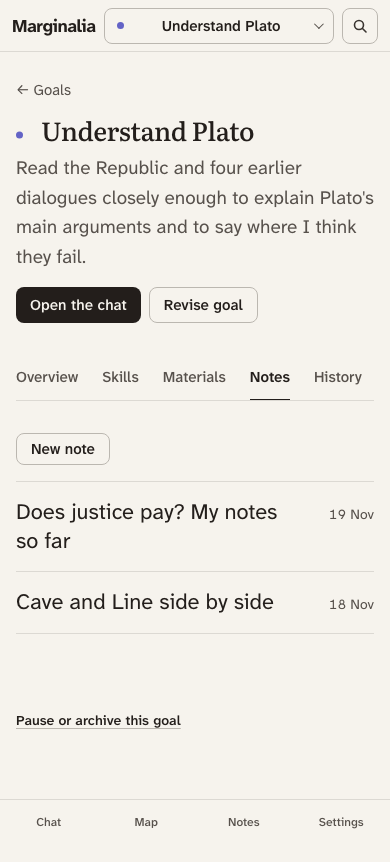 Marginalia
Understand Plato
← Goals
Understand Plato
Read the Republic and four earlier
dialogues closely enough to explain Plato's
main arguments and to say where I think
they fail.
Open the chat
Revise goal
Overview Skills Materials Notes History
New note
Does justice pay? My notes
so far
19 Nov
Cave and Line side by side
18 Nov
Pause or archive this goal
Chat Map Notes Settings